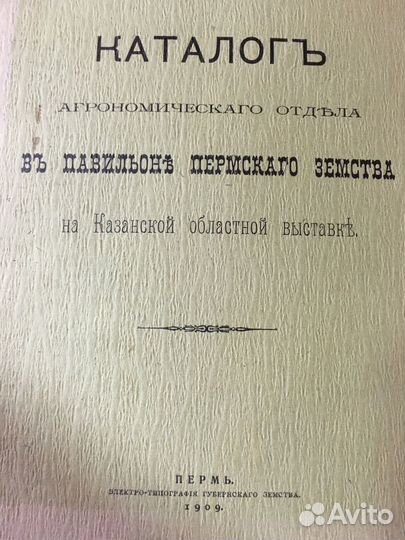 КАТАЛОГЪ
АГРОНОМИЧЕСКАГО ОТДѢЛА
ВЪ ПАВИЛЬОНѢ ПЕРМСКАГО ЗЕМСТВА
на Казанской областной выставкѣ.
ПЕРМЬ.
ЭЛЕКТРО-ТИПОГРАФІЯ ГУБЕРНСКАГО ЗЕМСТВА.
1909.
Avito